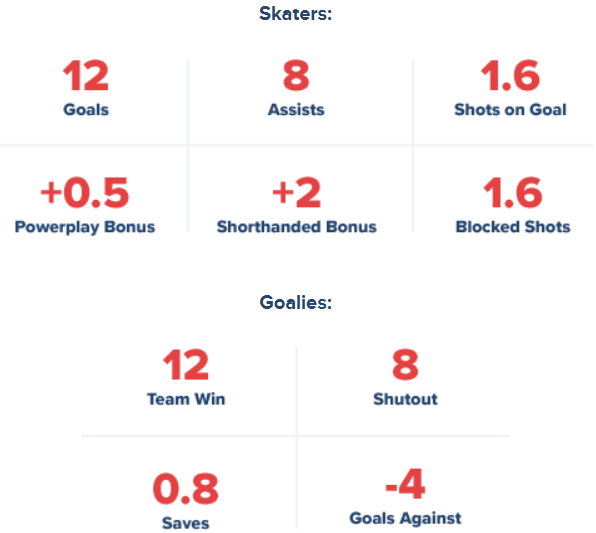 Skaters:
12 8 1.6
Goals Assists Shots on Goal
+0.5 +2 1.6
Powerplay Bonus Shorthanded Bonus Blocked Shots
Goalies:
12 8
Team Win Shutout
0.8 -4
Saves Goals Against